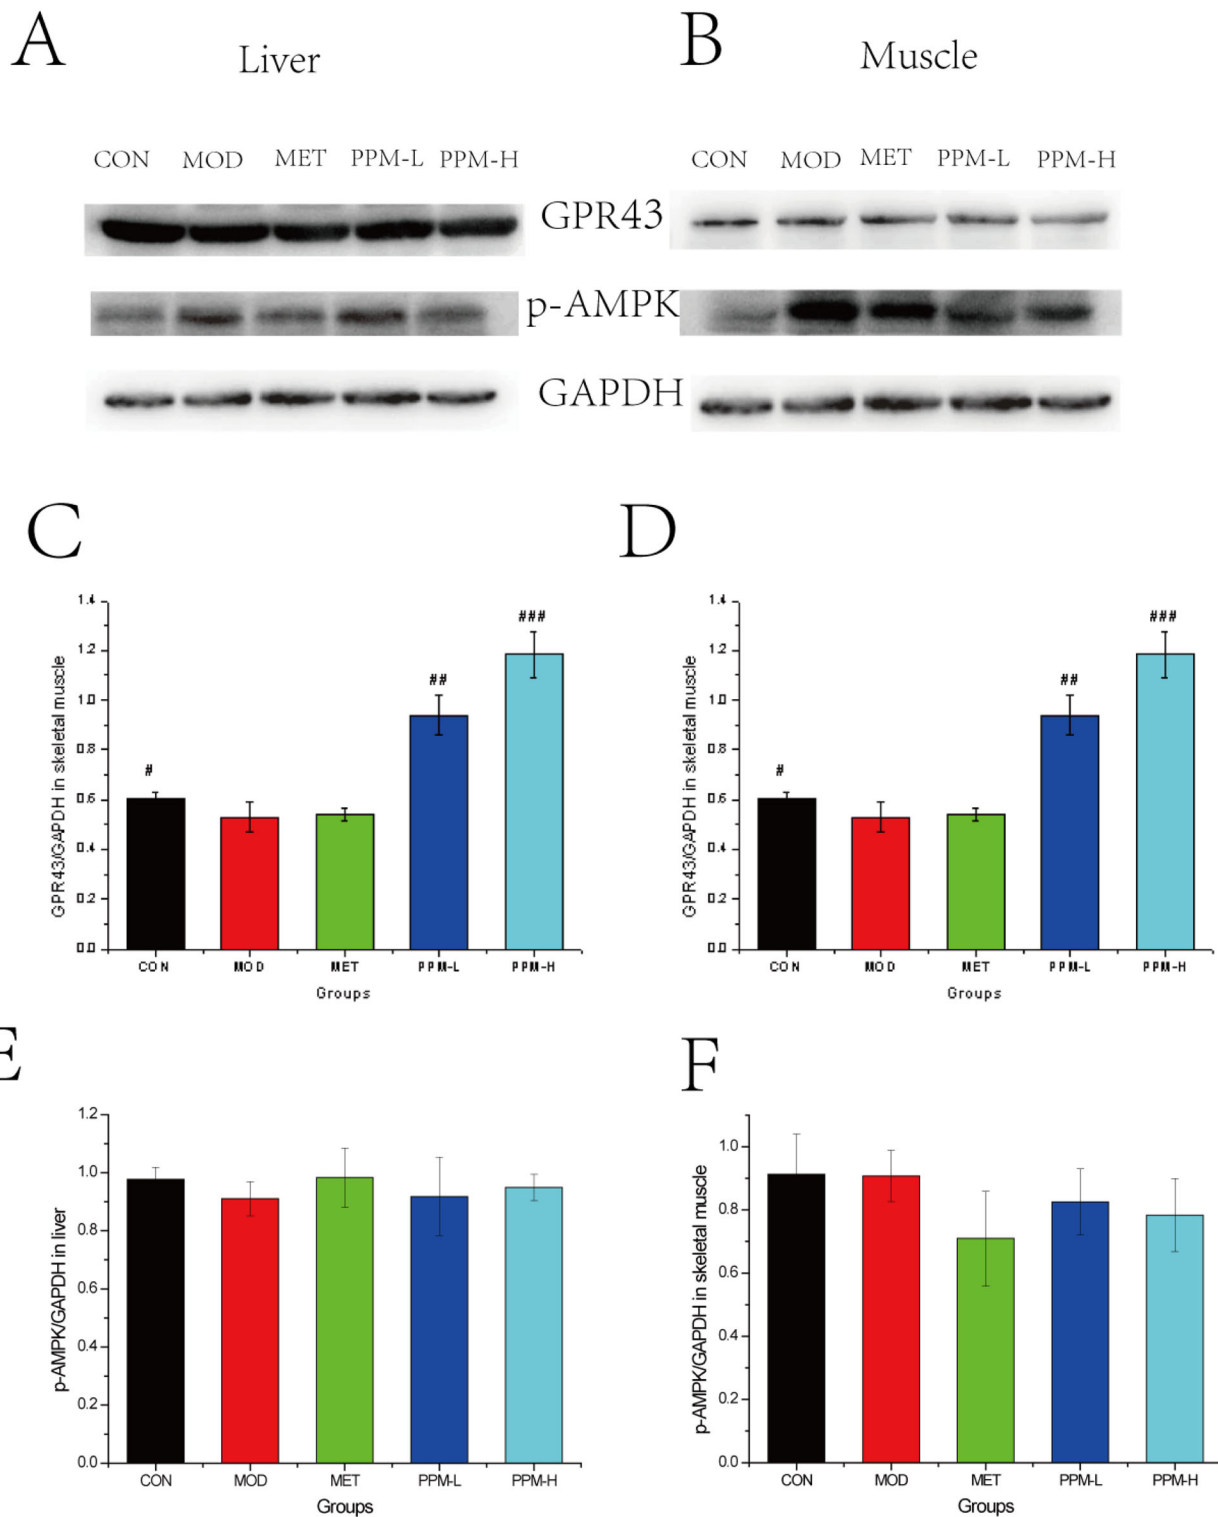 A
Liver
B
Muscle
CON MOD MET PPM-L PPM-H
CON MOD MET PPM-L PPM-H
GPR43
p-AMPK
GAPDH
C
GPR43/GAPDH in skeletal muscle
1.4
1.2
1.0
0.8
0.6
0.4
0.2
0.0
#
##
###
CON MOD MET PPM-L PPM-H
Groups
D
GPR43/GAPDH in skeletal muscle
1.4
1.2
1.0
0.8
0.6
0.4
0.2
0.0
#
##
###
CON MOD MET PPM-L PPM-H
Groups
E
p-AMPK/GAPDH in liver
1.2
1.0
0.8
0.6
0.4
0.2
0.0
CON MOD MET PPM-L PPM-H
Groups
F
p-AMPK/GAPDH in skeletal muscle
1.0
0.8
0.6
0.4
0.2
0.0
CON MOD MET PPM-L PPM-H
Groups